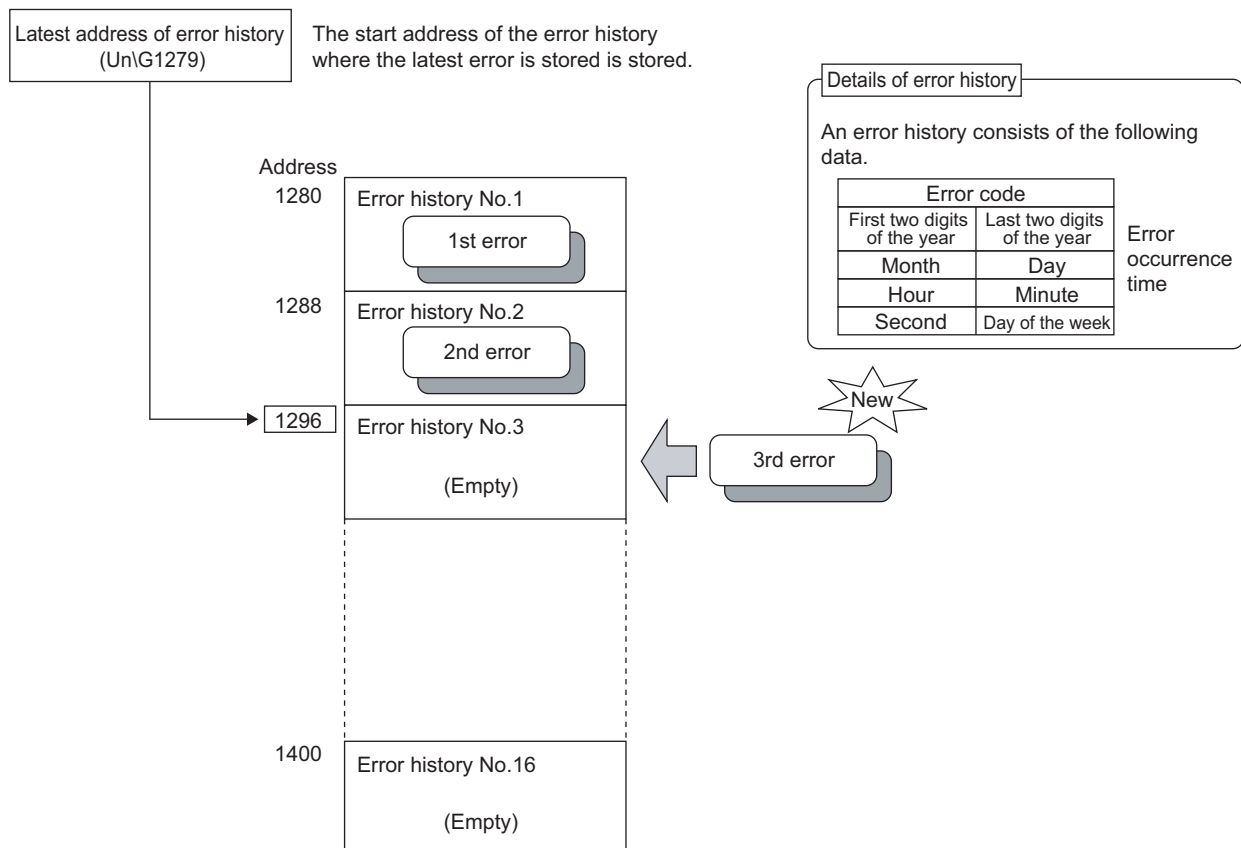 Latest address of error history
(Un\G1279)
The start address of the error history
where the latest error is stored is stored.
Details of error history
An error history consists of the following
data.
Error code
First two digits
of the year
Last two digits
of the year
Month
Day
Hour
Minute
Second
Day of the week
Error
occurrence
time
Address
1280
Error history No.1
1st error
1288
Error history No.2
2nd error
1296
Error history No.3
(Empty)
New
3rd error
1400
Error history No.16
(Empty)